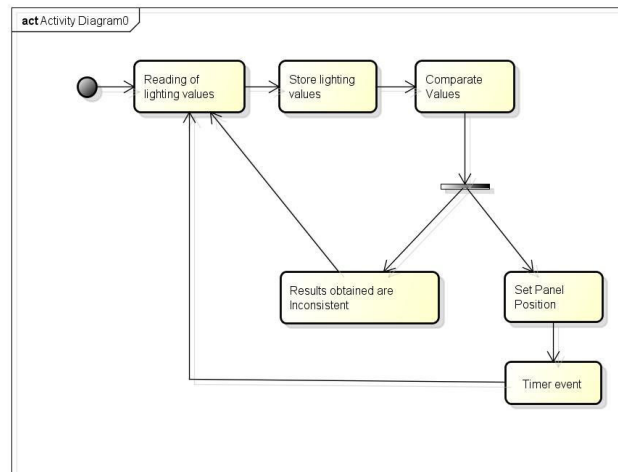 act Activity Diagram0
Reading of
lighting values
Store lighting
values
Comparate
Values
Results obtained are
Inconsistent
Set Panel
Position
Timer event